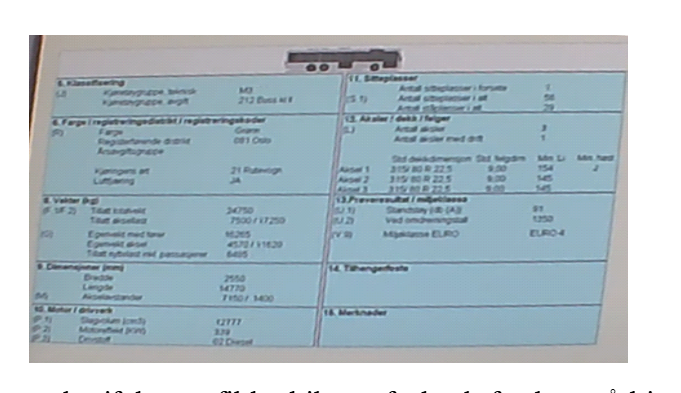 5. Klassifisering
(J) Kjøretøygruppe, teknisk M3
Kjøretøygruppe, avgift 212 Buss kl II
6. Farge / registreringsdistrikt / registreringskoder
(R) Farge Grønn
Registrerende distrikt 081 Oslo
Årsavgiftsgruppe
Kjøringens art 21 Rutevogn
Luftfjæring JA
8. Vekter (kg)
(F.1/F.2) Tillatt totalvekt 24750
Tillatt aksellast 7500 / 17250
(G) Egenvekt med fører 16265
Egenvekt aksel 4570 / 11620
Tillatt nyttelast inkl passasjerer 8485
9. Dimensjoner (mm)
Bredde 2550
Lengde 14770
(M) Akselavstander 7150 / 1400
10. Motor / drivverk
(P.1) Slagvolum (cm3) 12777
(P.2) Motoreffekt (KW) 339
(P.3) Drivstoff 02 Diesel
11. Sitteplasser
Antall sitteplasser i forsete 1
(S.1) Antall sitteplasser i alt 56
Antall ståplasser i alt 29
12. Aksler / dekk / felger
(L) Antall aksler 3
Antall aksler med drift 1
Std dekkdimensjon Std. felgdim Min. Li Min. hast
Aksel 1 315/ 80 R 22,5 9,00 154 J
Aksel 2 315/ 80 R 22,5 9,00 145
Aksel 3 315/ 80 R 22,5 9,00 145
13. Prøveresultat / miljøklasse
(U.1) Standstøy (db (A)) 81
(U.2) Ved omdreiningstall 1350
(V.9) Miljøklasse EURO EURO-4
14. Tilhengerfeste
15. Merknader